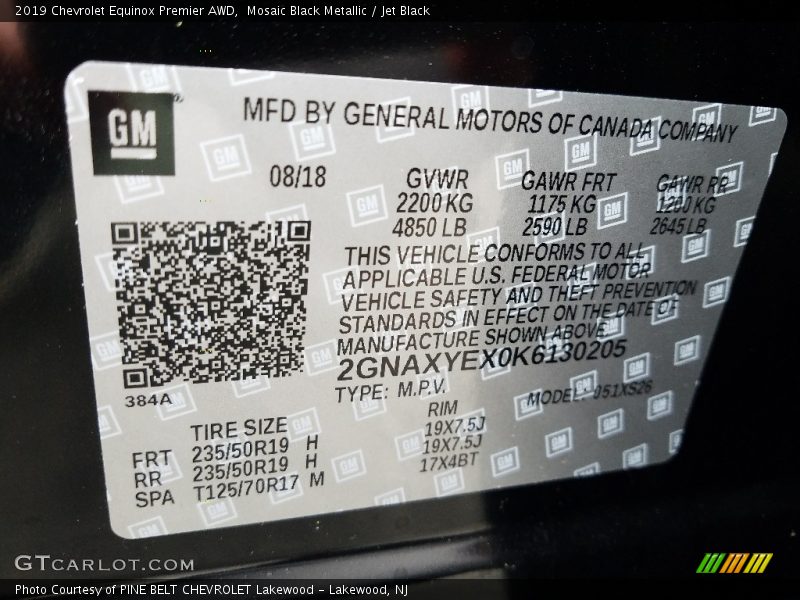 2019 Chevrolet Equinox Premier AWD,  Mosaic Black Metallic / Jet Black
GM
MFD BY GENERAL MOTORS OF CANADA COMPANY
08/18 GVWR GAWR FRT GAWR RR
2200 KG 1175 KG 1200 KG
4850 LB 2590 LB 2645 LB
THIS VEHICLE CONFORMS TO ALL
APPLICABLE U.S. FEDERAL MOTOR
VEHICLE SAFETY AND THEFT PREVENTION
STANDARDS IN EFFECT ON THE DATE OF
MANUFACTURE SHOWN ABOVE.
2GNAXYEX0K6130205
384A
TYPE: M.P.V. MODEL: 051XS26
TIRE SIZE RIM
FRT 235/50R19 H 19X7.5J
RR 235/50R19 H 19X7.5J
SPA T125/70R17 M 17X4BT
GTCARLOT.COM
Photo Courtesy of PINE BELT CHEVROLET Lakewood - Lakewood, NJ